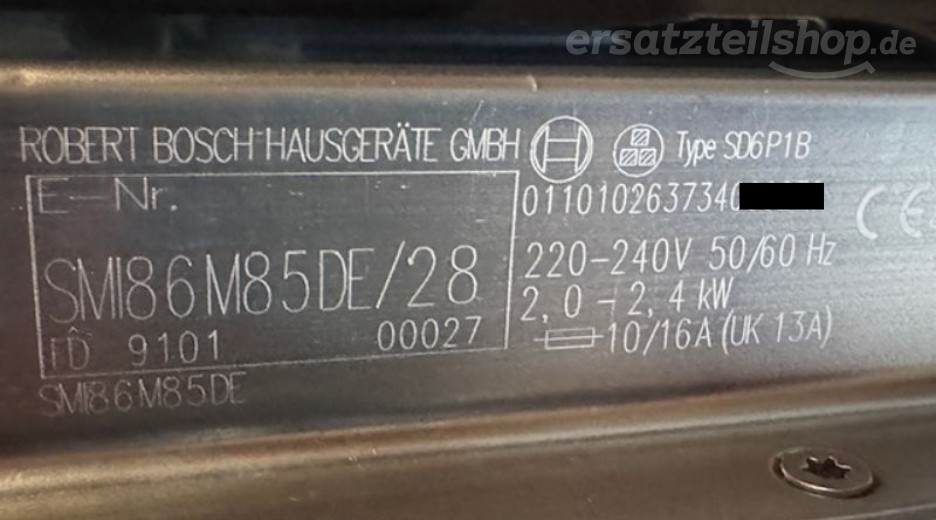 ersatzteilshop.de
ROBERT BOSCH HAUSGERÄTE GMBH Type SD6P1B
E-Nr. 0110102637340
SMI86M85DE/28 220-240V 50/60 Hz
2,0-2,4 kW
FD 9101 00027 10/16A (UK 13A)
SMI86M85DE
CE